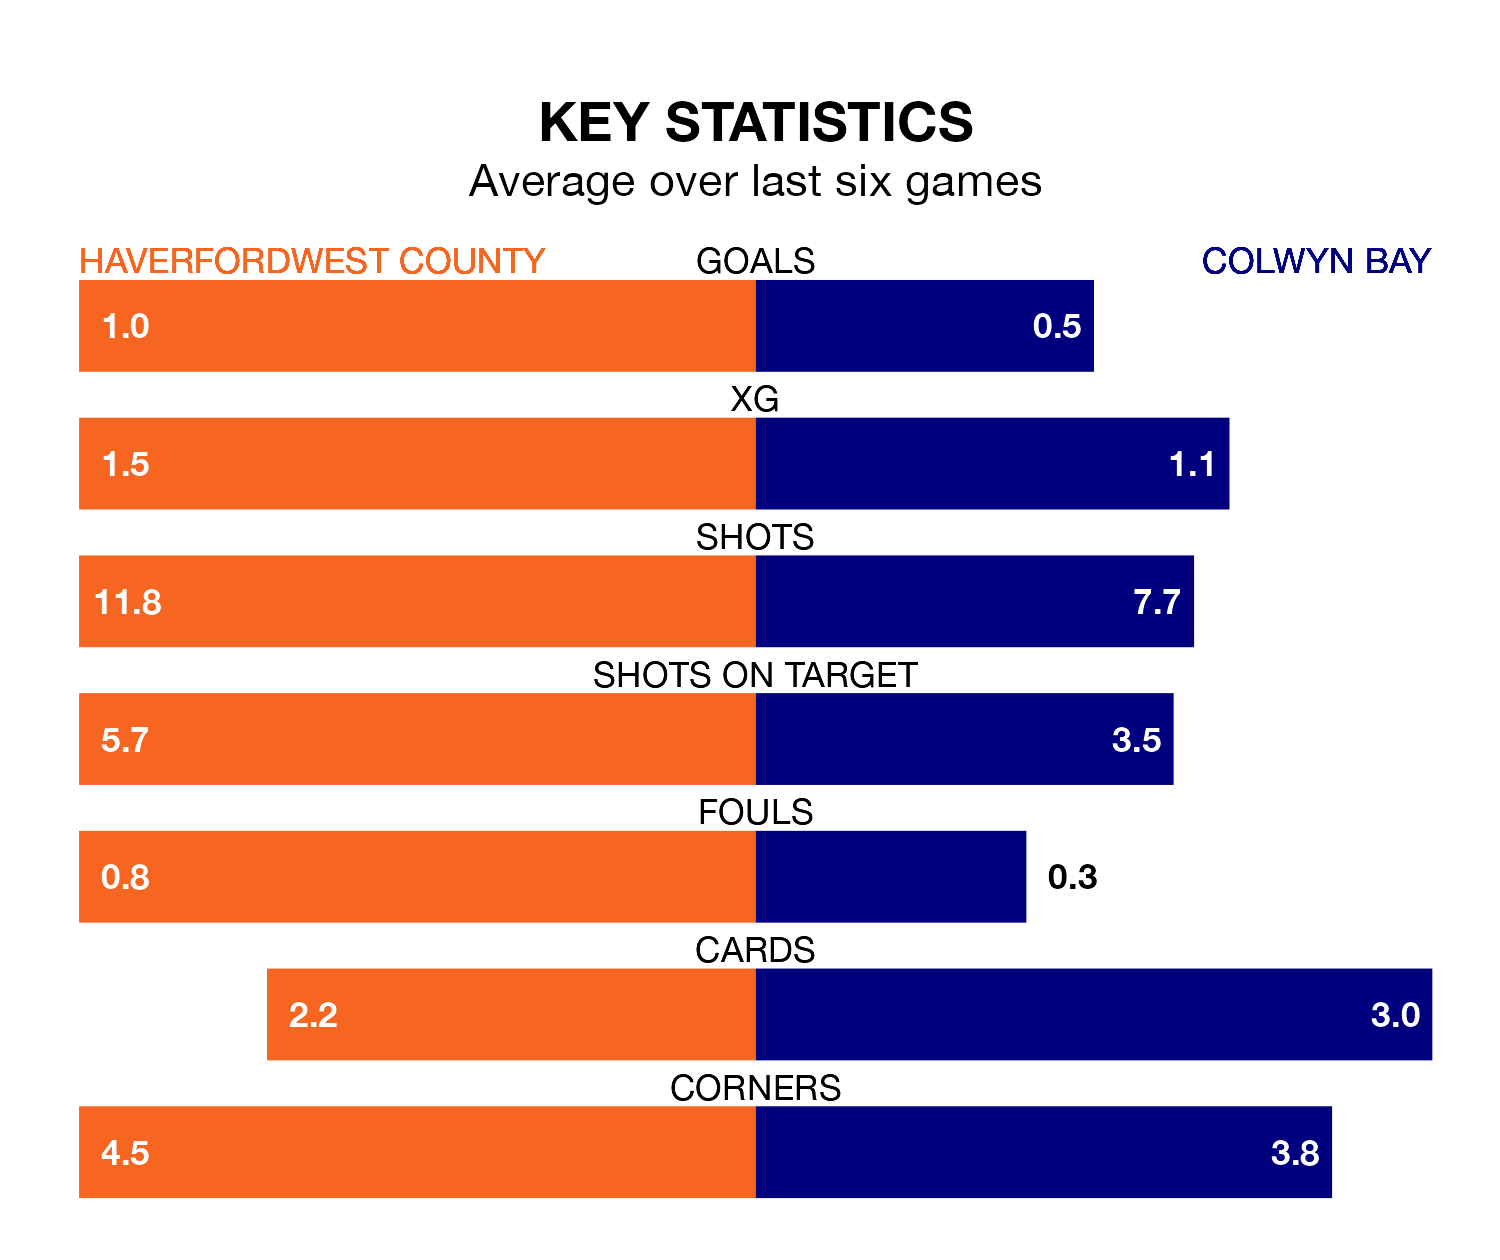 KEY STATISTICS
Average over last six games
HAVERFORDWEST COUNTY GOALS COLWYN BAY
1.0 0.5
XG
1.5 1.1
SHOTS
11.8 7.7
SHOTS ON TARGET
5.7 3.5
FOULS
0.8 0.3
CARDS
2.2 3.0
CORNERS
4.5 3.8